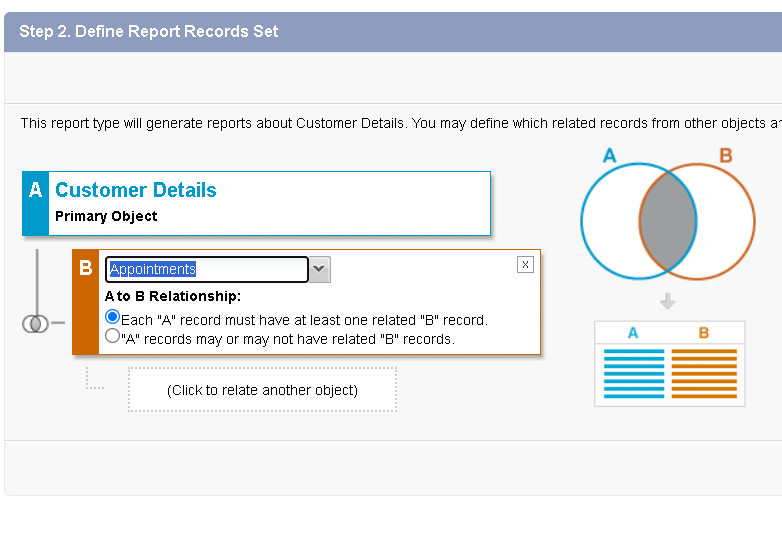 Step 2. Define Report Records Set
This report type will generate reports about Customer Details. You may define which related records from other objects
A Customer Details
Primary Object
B Appointments
x
A to B Relationship:
Each "A" record must have at least one related "B" record.
"A" records may or may not have related "B" records.
(Click to relate another object)
A B
A B